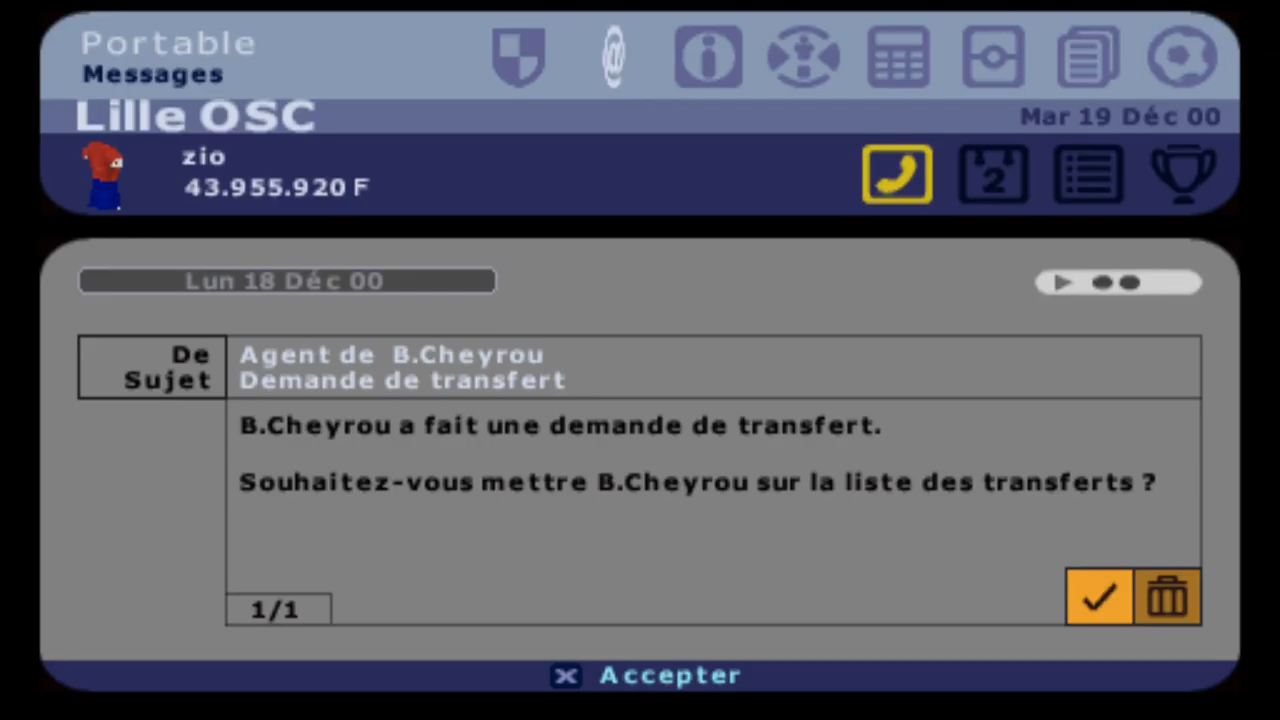 Portable
Messages
Lille OSC
Mar 19 Déc 00
zio
43.955.920 F
2
Lun 18 Déc 00
De
Agent de B.Cheyrou
Sujet
Demande de transfert
B.Cheyrou a fait une demande de transfert.
Souhaitez-vous mettre B.Cheyrou sur la liste des transferts ?
1/1
Accepter